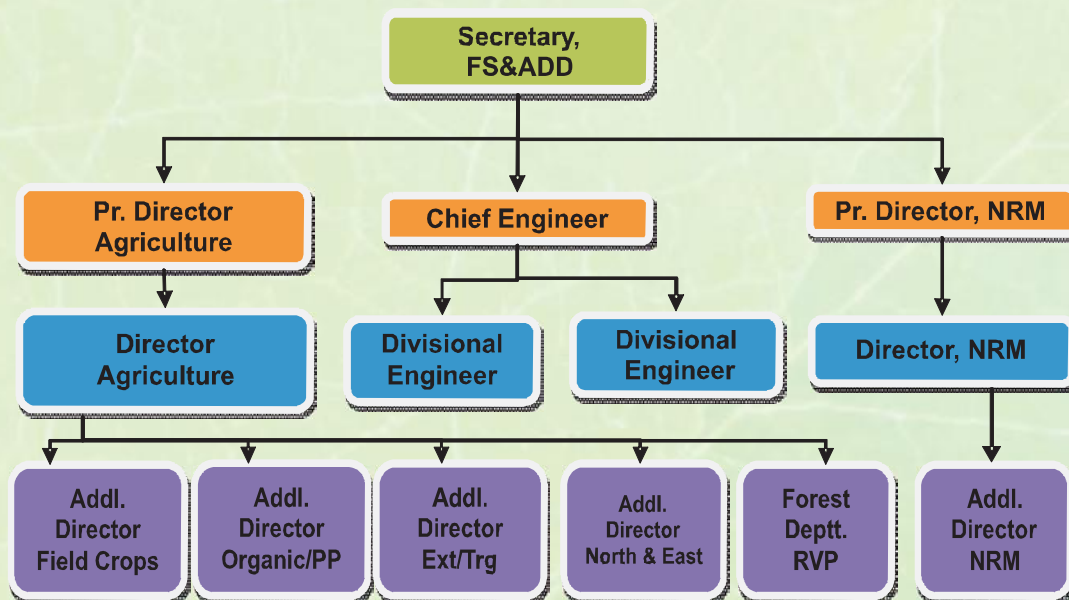 Secretary,
FS&ADD
Pr. Director
Agriculture
Chief Engineer
Pr. Director, NRM
Director
Agriculture
Divisional
Engineer
Divisional
Engineer
Director, NRM
Addl.
Director
Field Crops
Addl.
Director
Organic/PP
Addl.
Director
Ext/Trg
Addl.
Director
North & East
Forest
Deptt.
RVP
Addl.
Director
NRM